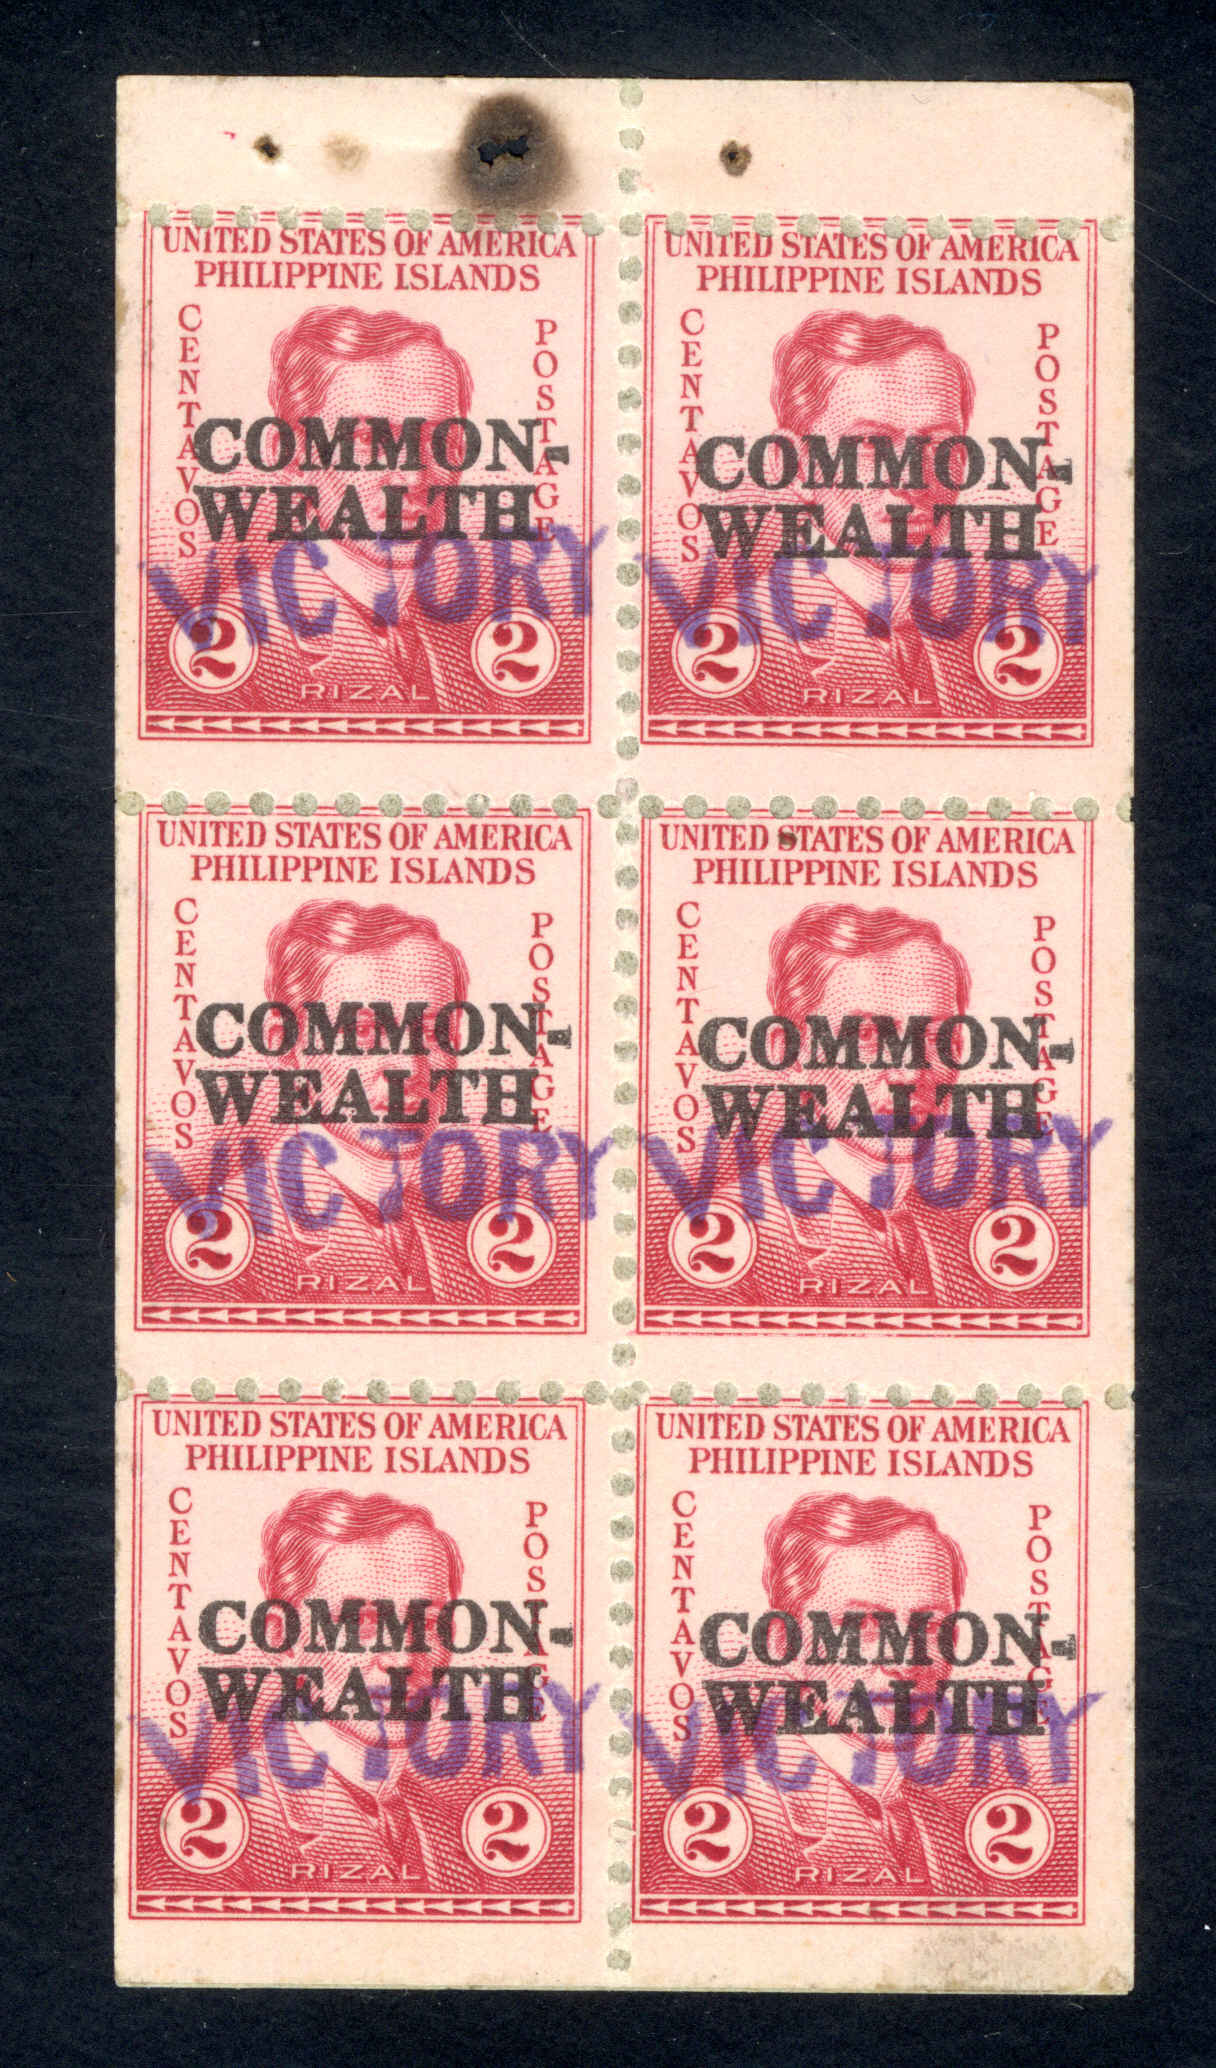 UNITED STATES OF AMERICA
PHILIPPINE ISLANDS
CENTAVOS
POSTAGE
COMMON-
WEALTH
VICTORY
2 2
RIZAL
UNITED STATES OF AMERICA
PHILIPPINE ISLANDS
CENTAVOS
POSTAGE
COMMON-
WEALTH
VICTORY
2 2
RIZAL
UNITED STATES OF AMERICA
PHILIPPINE ISLANDS
CENTAVOS
POSTAGE
COMMON-
WEALTH
VICTORY
2 2
RIZAL
UNITED STATES OF AMERICA
PHILIPPINE ISLANDS
CENTAVOS
POSTAGE
COMMON-
WEALTH
VICTORY
2 2
RIZAL
UNITED STATES OF AMERICA
PHILIPPINE ISLANDS
CENTAVOS
POSTAGE
COMMON-
WEALTH
VICTORY
2 2
RIZAL
UNITED STATES OF AMERICA
PHILIPPINE ISLANDS
CENTAVOS
POSTAGE
COMMON-
WEALTH
VICTORY
2 2
RIZAL